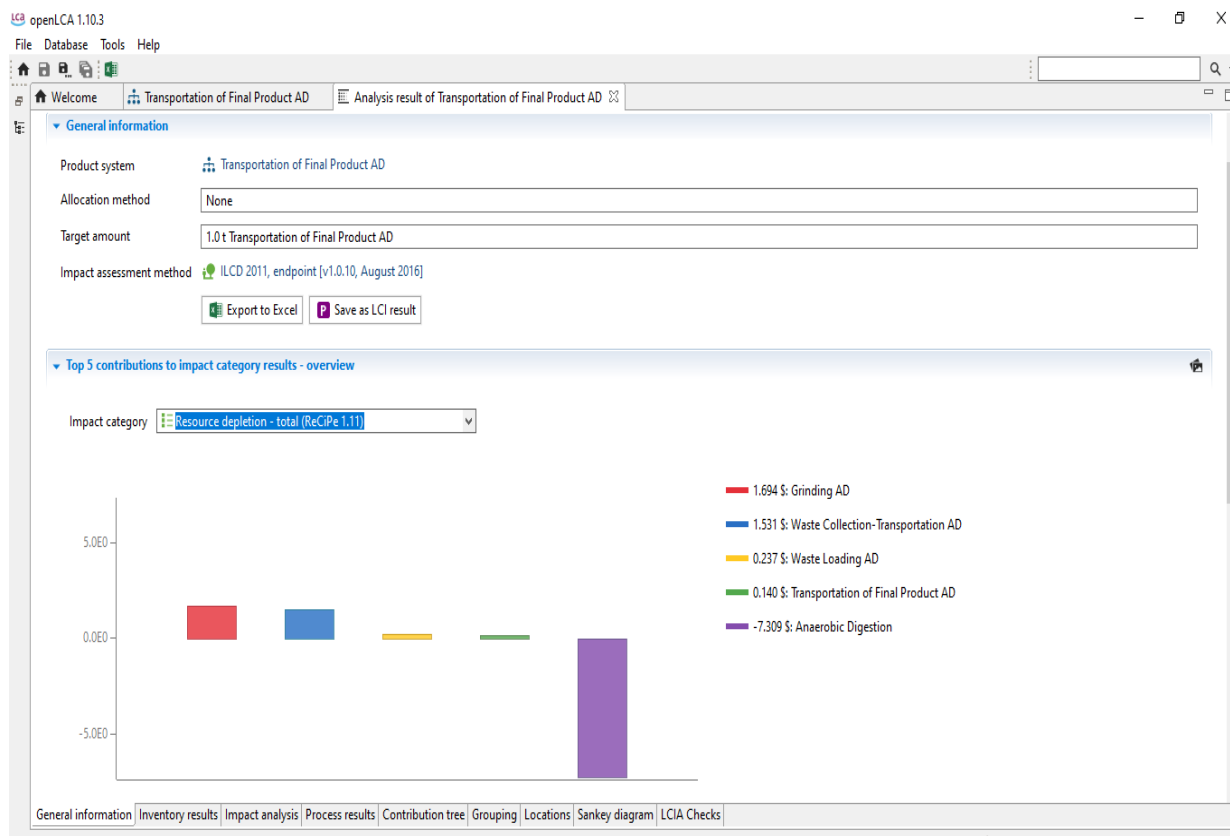 LCa openLCA 1.10.3
File Database Tools Help
Welcome Transportation of Final Product AD Analysis result of Transportation of Final Product AD
General information
Product system Transportation of Final Product AD
Allocation method None
Target amount 1.0 t Transportation of Final Product AD
Impact assessment method ILCD 2011, endpoint [v1.0.10, August 2016]
Export to Excel P Save as LCI result
Top 5 contributions to impact category results - overview
Impact category Resource depletion - total (ReCiPe 1.11)
1.694 $: Grinding AD
1.531 $: Waste Collection-Transportation AD
0.237 $: Waste Loading AD
0.140 $: Transportation of Final Product AD
-7.309 $: Anaerobic Digestion
5.0E0
0.0E0
-5.0E0
General information Inventory results Impact analysis Process results Contribution tree Grouping Locations Sankey diagram LCIA Checks